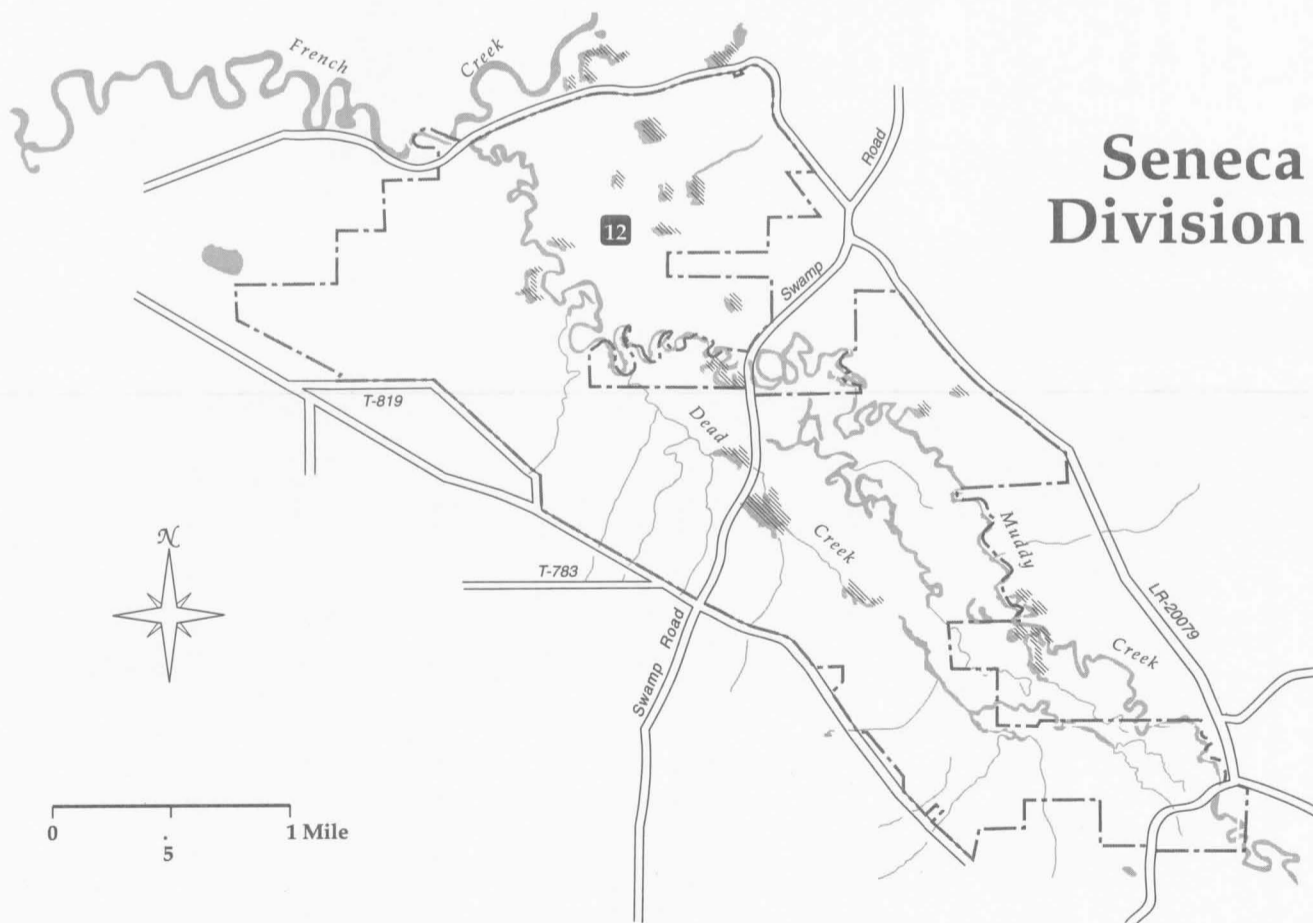 French Creek
Seneca
Division
Road
12
Swamp
T-819
Dead
Creek
Muddy
Creek
N
T-783
LR-20079
Swamp Road
0
.5
1 Mile